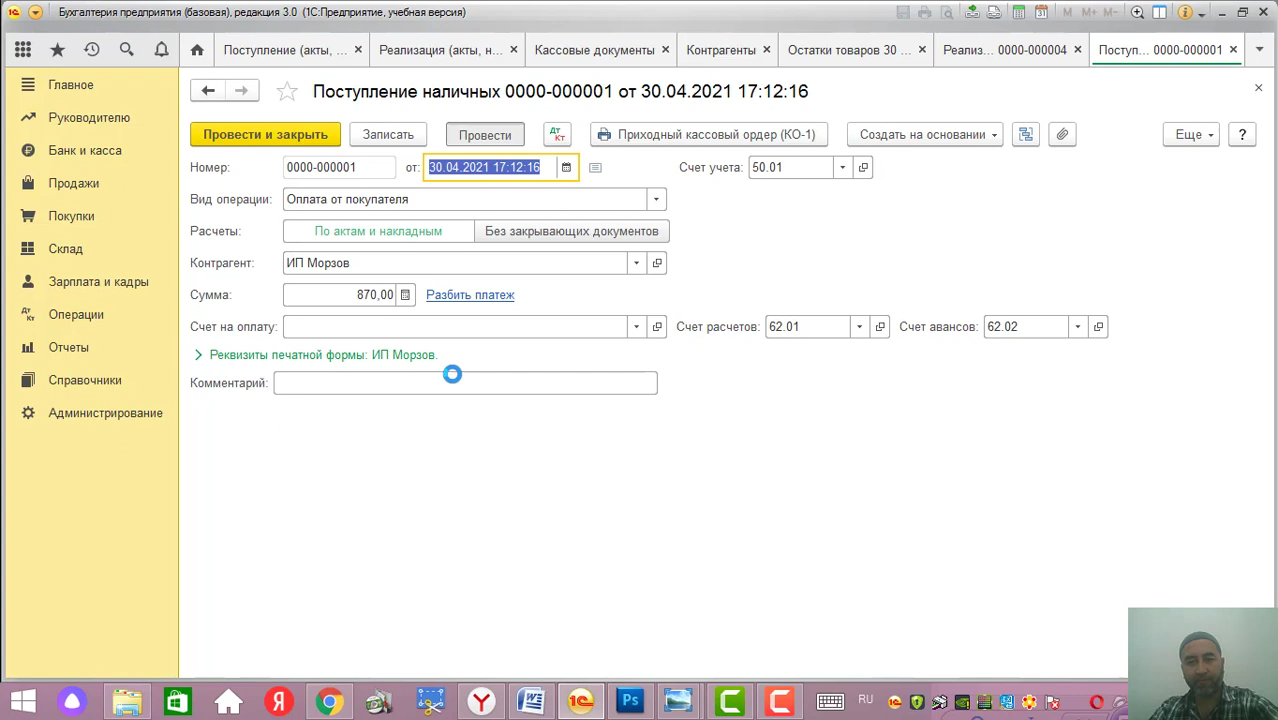 Бухгалтерия предприятия (базовая), редакция 3.0 (1С:Предприятие, учебная версия)
M M+ M-
Поступление (акты, ... × Реализация (акты, н... × Кассовые документы × Контрагенты × Остатки товаров 30 ... × Реализ... 0000-000004 × Поступ... 0000-000001 ×
Главное
Руководителю
Банк и касса
Продажи
Покупки
Склад
Зарплата и кадры
Операции
Отчеты
Справочники
Администрирование
Поступление наличных 0000-000001 от 30.04.2021 17:12:16
Провести и закрыть Записать Провести Дт Кт Приходный кассовый ордер (КО-1) Создать на основании Еще ?
Номер: 0000-000001 от: 30.04.2021 17:12:16 Счет учета: 50.01
Вид операции: Оплата от покупателя
Расчеты: По актам и накладным Без закрывающих документов
Контрагент: ИП Морзов
Сумма: 870,00 Разбить платеж
Счет на оплату: Счет расчетов: 62.01 Счет авансов: 62.02
Реквизиты печатной формы: ИП Морзов.
Комментарий:
RU